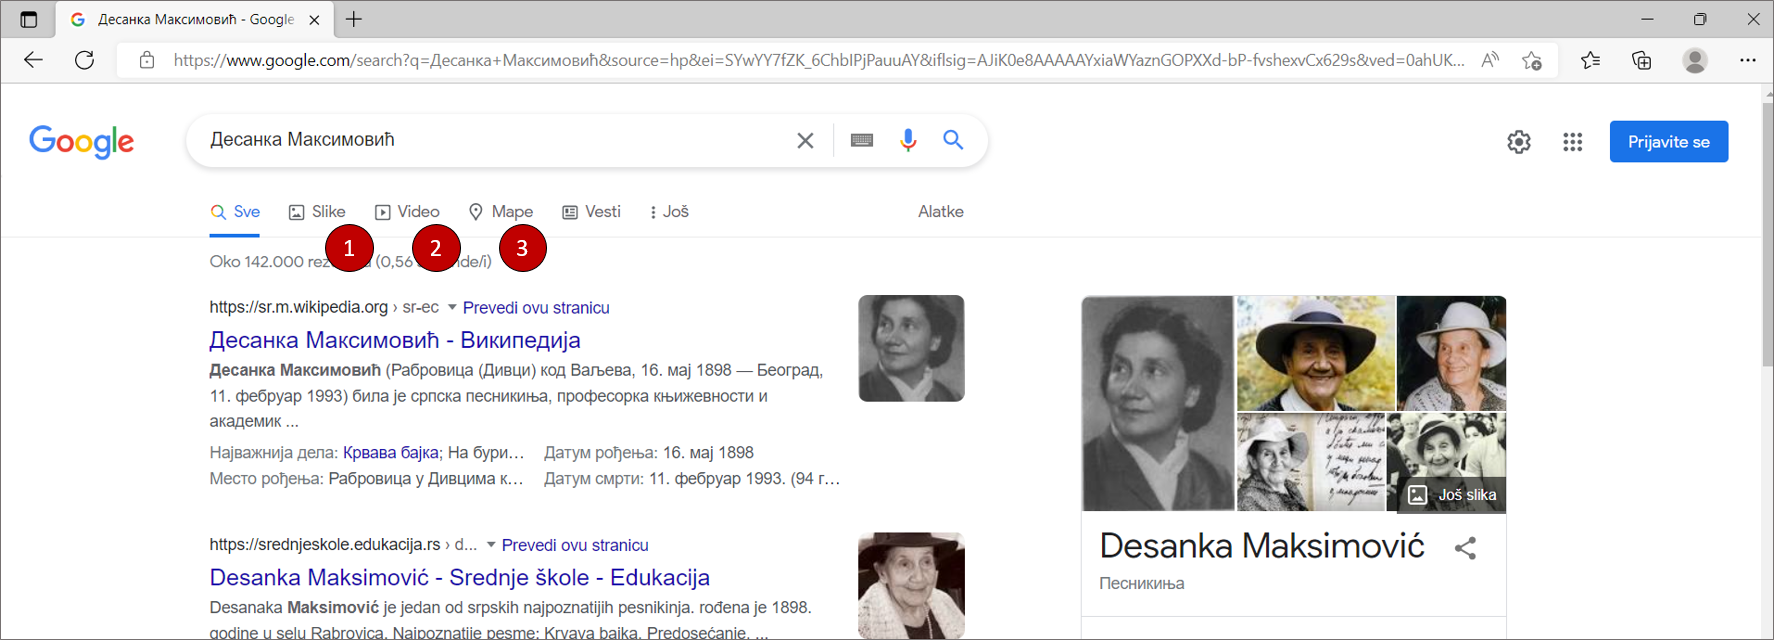 Десанка Максимовић - Google
https://www.google.com/search?q=Десанка+Максимовић&source=hp&ei=SYwYY7fZK_6ChbIPjPauuAY&iflsig=AJiK0e8AAAAAYxiaWYaznGOPXXd-bP-fvshexvCx629s&ved=0ahUK...
Google
Десанка Максимовић
Prijavite se
Sve Slike Video Mape Vesti Još Alatke
1 2 3
Oko 142.000 (0,56
https://sr.m.wikipedia.org › sr-ec Prevedi ovu stranicu
Десанка Максимовић - Википедија
Десанка Максимовић (Рабровица (Дивци) код Ваљева, 16. мај 1898 — Београд,
11. фебруар 1993) била је српска песникиња, професорка књижевности и
академик ...
Најважнија дела: Крвава бајка; На бури... Датум рођења: 16. мај 1898
Место рођења: Рабровица у Дивцима к... Датум смрти: 11. фебруар 1993. (94 г...
https://srednjeskole.edukacija.rs › d... Prevedi ovu stranicu
Desanka Maksimović - Srednje škole - Edukacija
Desanaka Maksimović je jedan od srpskih najpoznatijih pesnikinja. rođena je 1898.
godine u selu Rabrovica. Najpoznatije pesme: Krvava bajka, Predosećanje, ...
Još slika
Desanka Maksimović
Песникиња